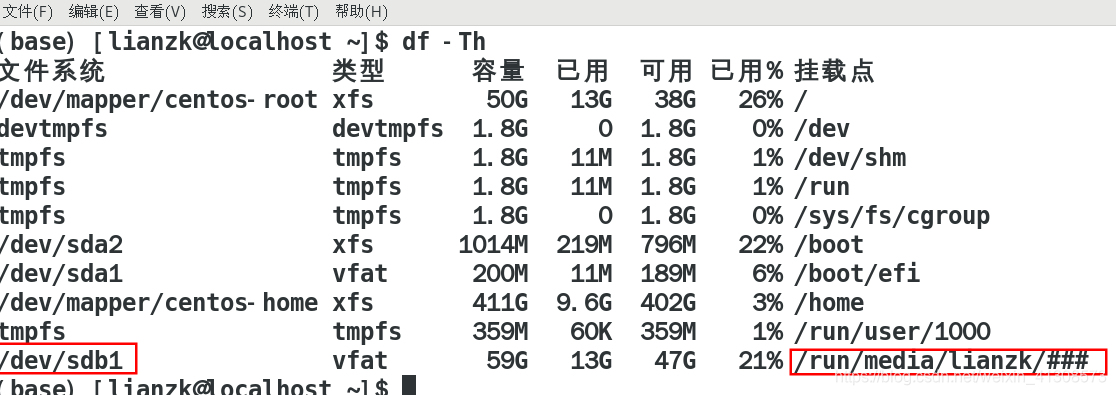 文件(F) 编辑(E) 查看(V) 搜索(S) 终端(T) 帮助(H)
(base) [lianzk@localhost ~]$ df -Th
文件系统 类型 容量 已用 可用 已用% 挂载点
/dev/mapper/centos-root xfs 50G 13G 38G 26% /
devtmpfs devtmpfs 1.8G 0 1.8G 0% /dev
tmpfs tmpfs 1.8G 11M 1.8G 1% /dev/shm
tmpfs tmpfs 1.8G 11M 1.8G 1% /run
tmpfs tmpfs 1.8G 0 1.8G 0% /sys/fs/cgroup
/dev/sda2 xfs 1014M 219M 796M 22% /boot
/dev/sda1 vfat 200M 11M 189M 6% /boot/efi
/dev/mapper/centos-home xfs 411G 9.6G 402G 3% /home
tmpfs tmpfs 359M 60K 359M 1% /run/user/1000
/dev/sdb1 vfat 59G 13G 47G 21% /run/media/lianzk/###
(base) [lianzk@localhost ~]$